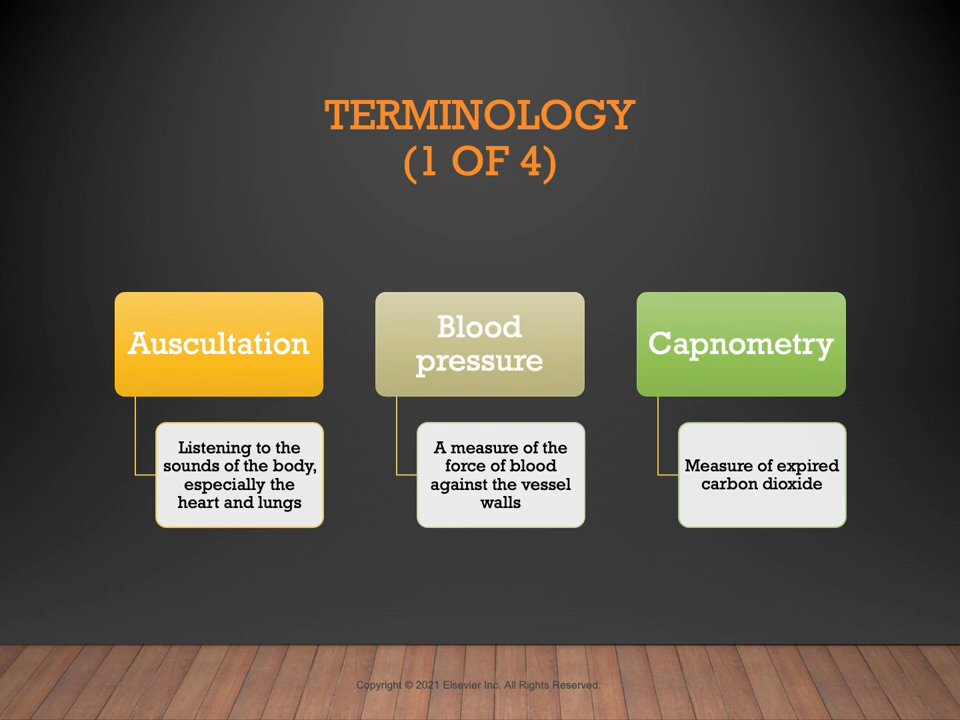 TERMINOLOGY
(1 OF 4)
Auscultation
Listening to the
sounds of the body,
especially the
heart and lungs
Blood
pressure
A measure of the
force of blood
against the vessel
walls
Capnometry
Measure of expired
carbon dioxide
Copyright © 2021 Elsevier Inc. All Rights Reserved.